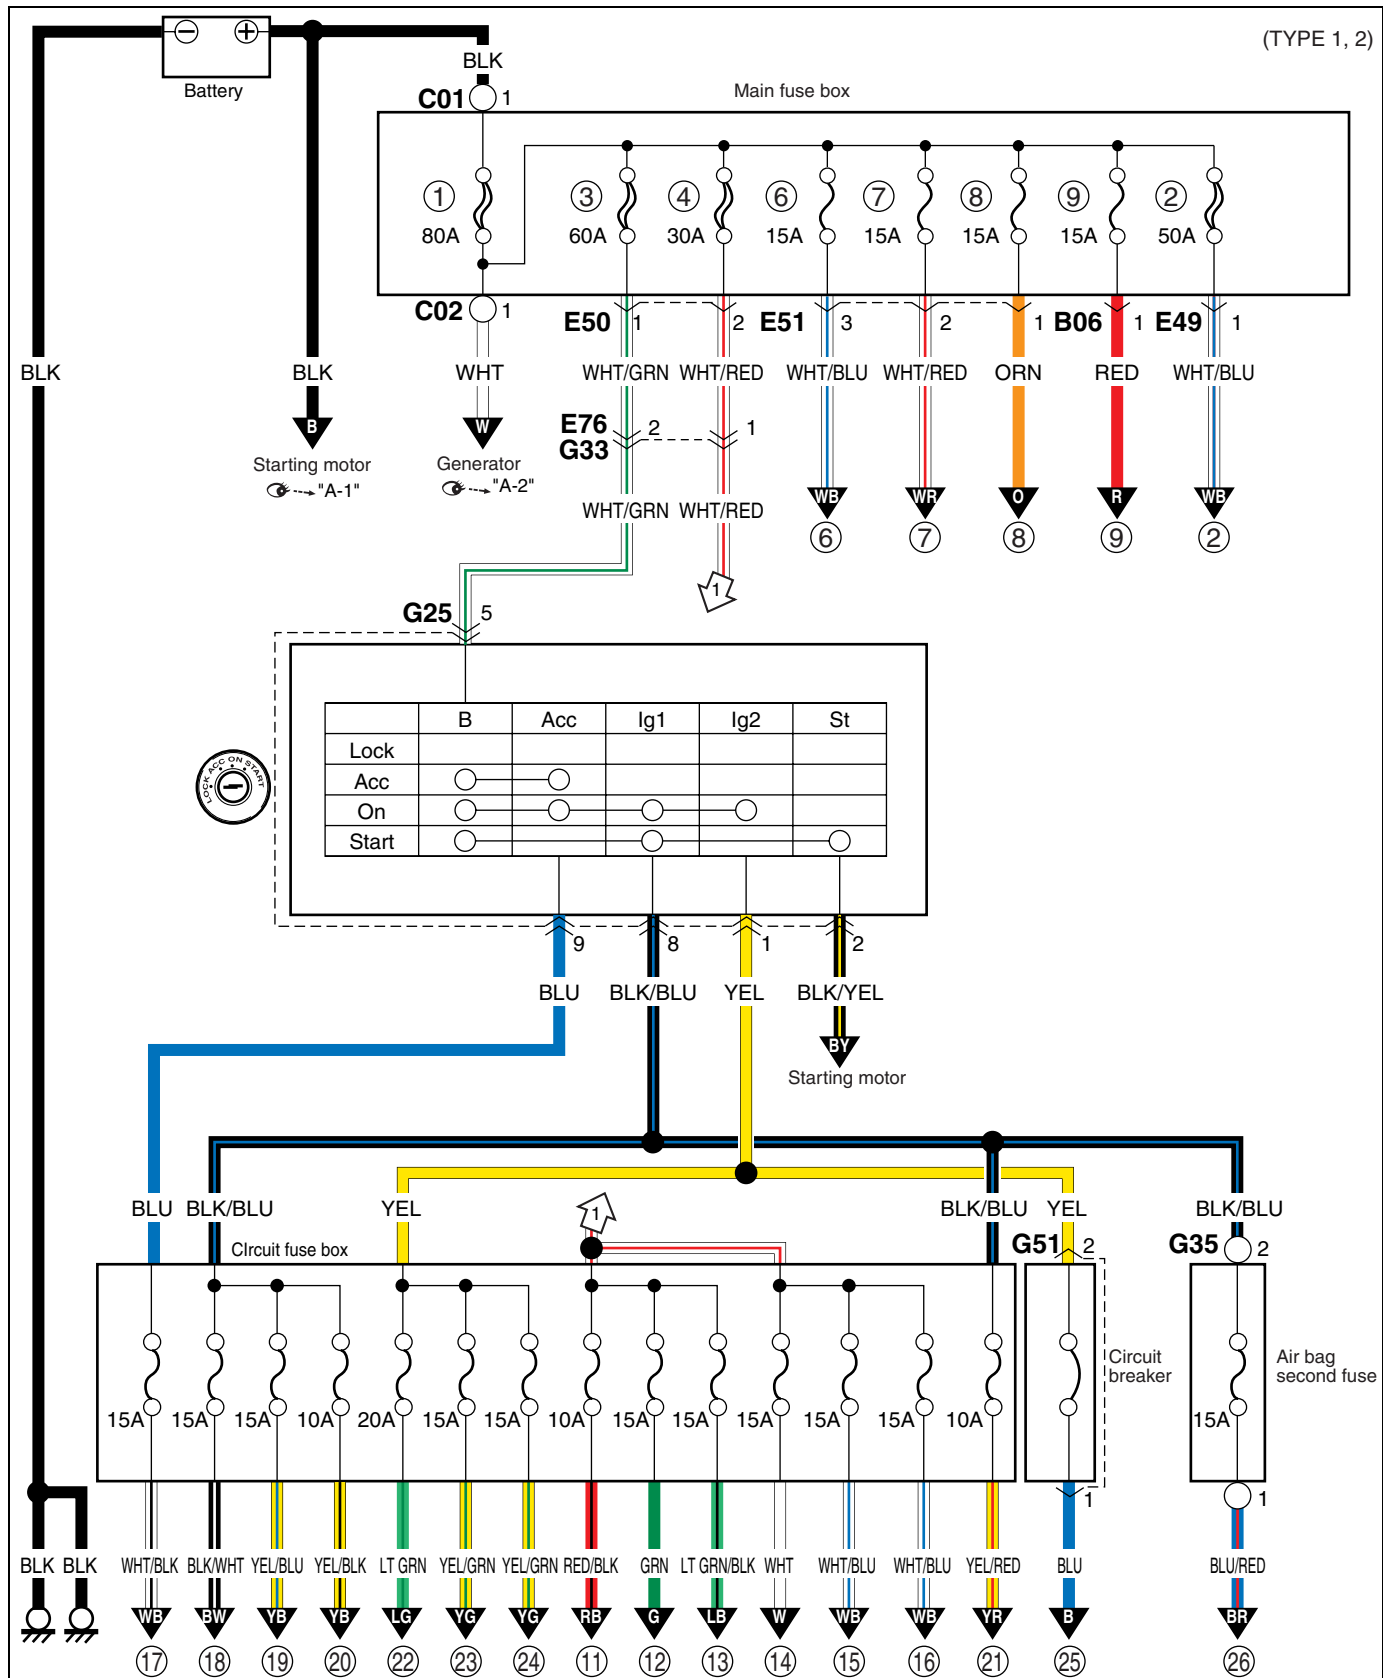 (TYPE 1, 2)
− +
Battery
BLK
C01 1
Main fuse box
① ③ ④ ⑥ ⑦ ⑧ ⑨ ②
80A 60A 30A 15A 15A 15A 15A 50A
C02 1 E50 1 2 E51 3 2 1 B06 1 E49 1
BLK BLK WHT WHT/GRN WHT/RED WHT/BLU WHT/RED ORN RED WHT/BLU
B W E76 2 1
G33
Starting motor Generator
"A-1" "A-2"
WB WR O R WB
WHT/GRN WHT/RED
⑥ ⑦ ⑧ ⑨ ②
1
G25 5
B Acc Ig1 Ig2 St
Lock
Acc
On
Start
LOCK ACC ON START
9 8 1 2
BLU BLK/BLU YEL BLK/YEL
BY
Starting motor
BLU BLK/BLU YEL 1 BLK/BLU YEL BLK/BLU
CIrcuit fuse box G51 2 G35 2
Circuit
breaker
Air bag
second fuse
15A 15A 15A 10A 20A 15A 15A 10A 15A 15A 15A 15A 15A 10A 15A
1 1
BLK BLK WHT/BLK BLK/WHT YEL/BLU YEL/BLK LT GRN YEL/GRN YEL/GRN RED/BLK GRN LT GRN/BLK WHT WHT/BLU WHT/BLU YEL/RED BLU BLU/RED
WB BW YB YB LG YG YG RB G LB W WB WB YR B BR
⑰ ⑱ ⑲ ⑳ ㉒ ㉓ ㉔ ⑪ ⑫ ⑬ ⑭ ⑮ ⑯ ㉑ ㉕ ㉖